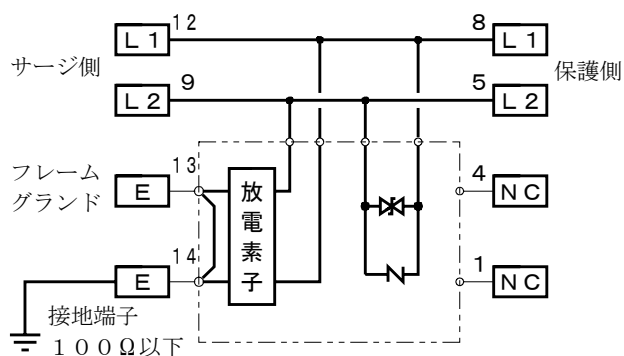 12
8
L1
L1
サージ側
保護側
9
5
L2
L2
フレーム
グランド
13
4
E
放電素子
NC
14
1
E
NC
接地端子
100Ω以下